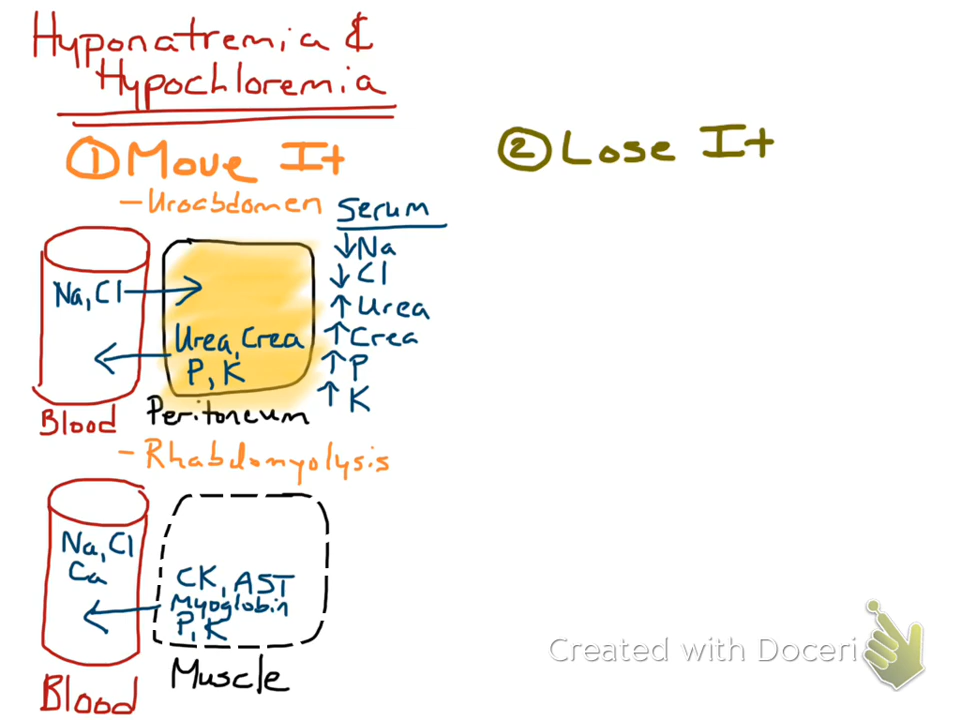 Hyponatremia &
Hypochloremia
① Move It
- Uroabdomen
Serum
↓Na
↓Cl
↑Urea
↑Crea
↑P
↑K
Na, Cl
Urea, Crea
P, K
Blood
Peritoneum
- Rhabdomyolysis
Na, Cl
Ca
CK, AST
Myoglobin
P, K
Blood
Muscle
② Lose It
Created with Doceri